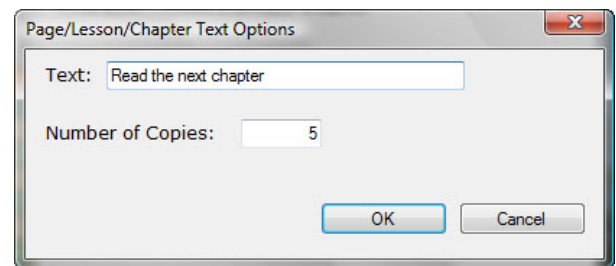 Page/Lesson/Chapter Text Options
Text: Read the next chapter
Number of Copies: 5
OK Cancel